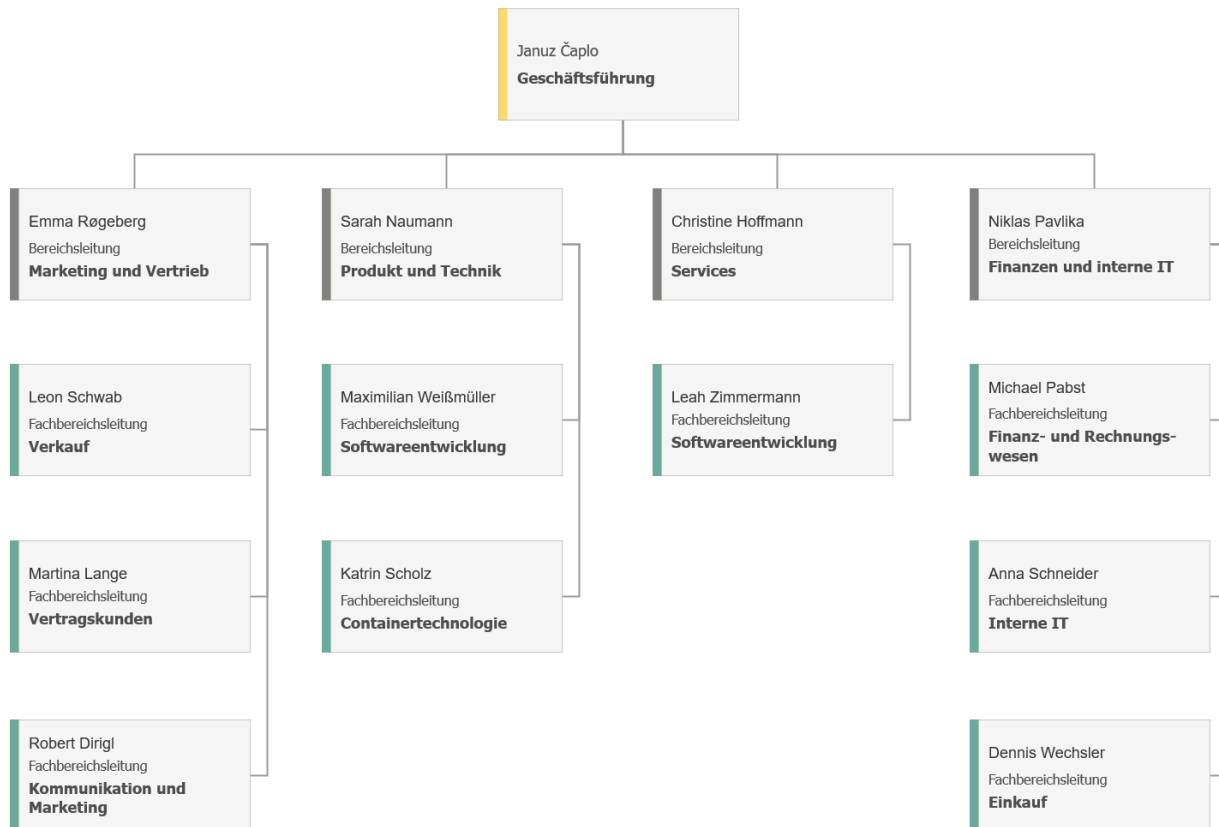 Januz Čaplo
Geschäftsführung
Emma Røgeberg
Bereichsleitung
Marketing und Vertrieb
Sarah Naumann
Bereichsleitung
Produkt und Technik
Christine Hoffmann
Bereichsleitung
Services
Niklas Pavlika
Bereichsleitung
Finanzen und interne IT
Leon Schwab
Fachbereichsleitung
Verkauf
Maximilian Weißmüller
Fachbereichsleitung
Softwareentwicklung
Leah Zimmermann
Fachbereichsleitung
Softwareentwicklung
Michael Pabst
Fachbereichsleitung
Finanz- und Rechnungs-
wesen
Martina Lange
Fachbereichsleitung
Vertragskunden
Katrin Scholz
Fachbereichsleitung
Containertechnologie
Anna Schneider
Fachbereichsleitung
Interne IT
Robert Dirigl
Fachbereichsleitung
Kommunikation und
Marketing
Dennis Wechsler
Fachbereichsleitung
Einkauf